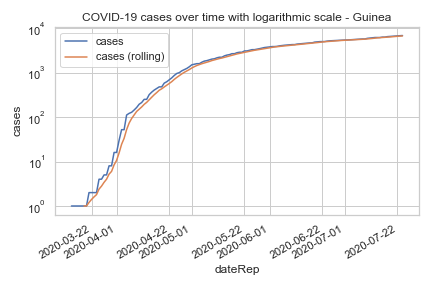 COVID-19 cases over time with logarithmic scale - Guinea
10⁴
10³
10²
10¹
10⁰
cases
cases (rolling)
cases
2020-03-22
2020-04-01
2020-04-22
2020-05-01
2020-05-22
2020-06-01
2020-06-22
2020-07-01
2020-07-22
dateRep